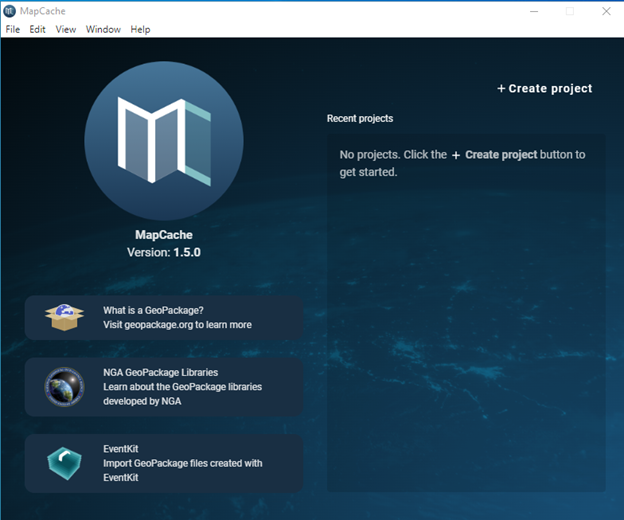 MapCache
File Edit View Window Help
+ Create project
Recent projects
No projects. Click the + Create project button to
get started.
MapCache
Version: 1.5.0
What is a GeoPackage?
Visit geopackage.org to learn more
NGA GeoPackage Libraries
Learn about the GeoPackage libraries
developed by NGA
EventKit
Import GeoPackage files created with
EventKit